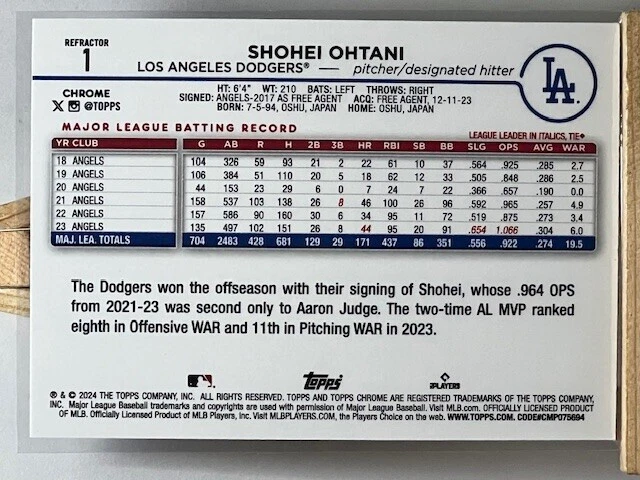 REFRACTOR
1
SHOHEI OHTANI
LOS ANGELES DODGERS® — pitcher/designated hitter
LA
CHROME
@TOPPS
HT: 6'4" WT: 210 BATS: LEFT THROWS: RIGHT
SIGNED: ANGELS-2017 AS FREE AGENT ACQ: FREE AGENT, 12-11-23
BORN: 7-5-94, OSHU, JAPAN HOME: OSHU, JAPAN
MAJOR LEAGUE BATTING RECORD
LEAGUE LEADER IN ITALICS, TIE♦
YR CLUB G AB R H 2B 3B HR RBI SB BB SLG OPS AVG WAR
18 ANGELS 104 326 59 93 21 2 22 61 10 37 .564 .925 .285 2.7
19 ANGELS 106 384 51 110 20 5 18 62 12 33 .505 .848 .286 2.5
20 ANGELS 44 153 23 29 6 0 7 24 7 22 .366 .657 .190 0.0
21 ANGELS 158 537 103 138 26 8 46 100 26 96 .592 .965 .257 4.9
22 ANGELS 157 586 90 160 30 6 34 95 11 72 .519 .875 .273 3.4
23 ANGELS 135 497 102 151 26 8 44 95 20 91 .654 1.066 .304 6.0
MAJ. LEA. TOTALS 704 2483 428 681 129 29 171 437 86 351 .556 .922 .274 19.5
The Dodgers won the offseason with their signing of Shohei, whose .964 OPS
from 2021-23 was second only to Aaron Judge. The two-time AL MVP ranked
eighth in Offensive WAR and 11th in Pitching WAR in 2023.
Topps
PLAYERS
® & © 2024 THE TOPPS COMPANY, INC. ALL RIGHTS RESERVED. TOPPS AND TOPPS CHROME ARE REGISTERED TRADEMARKS OF THE TOPPS COMPANY,
INC. Major League Baseball trademarks and copyrights are used with permission of Major League Baseball. Visit MLB.com. OFFICIALLY LICENSED PRODUCT
OF MLB. Officially Licensed Product of MLB Players, Inc. Visit MLBPLAYERS.COM, the Players Choice on the web. WWW.TOPPS.COM. CODE#CMP075694